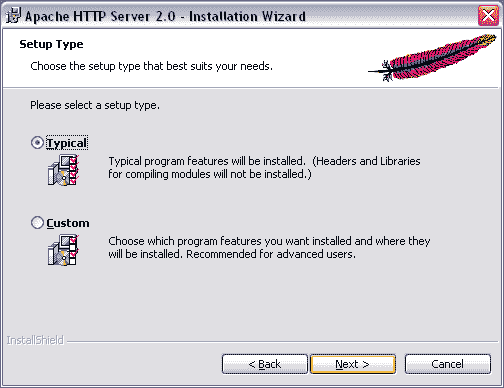 Apache HTTP Server 2.0 - Installation Wizard
Setup Type
Choose the setup type that best suits your needs.
Please select a setup type.
Typical
Typical program features will be installed. (Headers and Libraries
for compiling modules will not be installed.)
Custom
Choose which program features you want installed and where they
will be installed. Recommended for advanced users.
InstallShield
< Back
Next >
Cancel